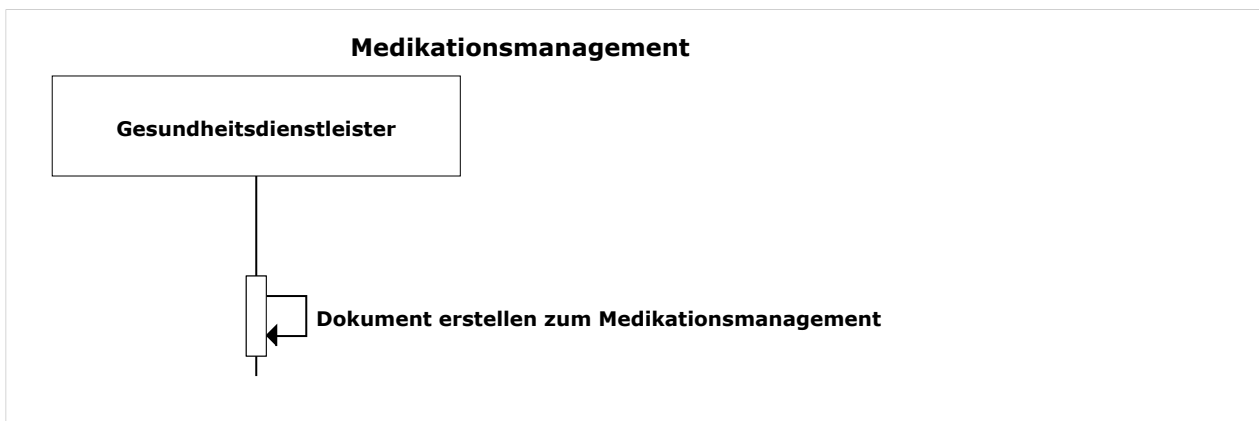 Medikationsmanagement
Gesundheitsdienstleister
Dokument erstellen zum Medikationsmanagement